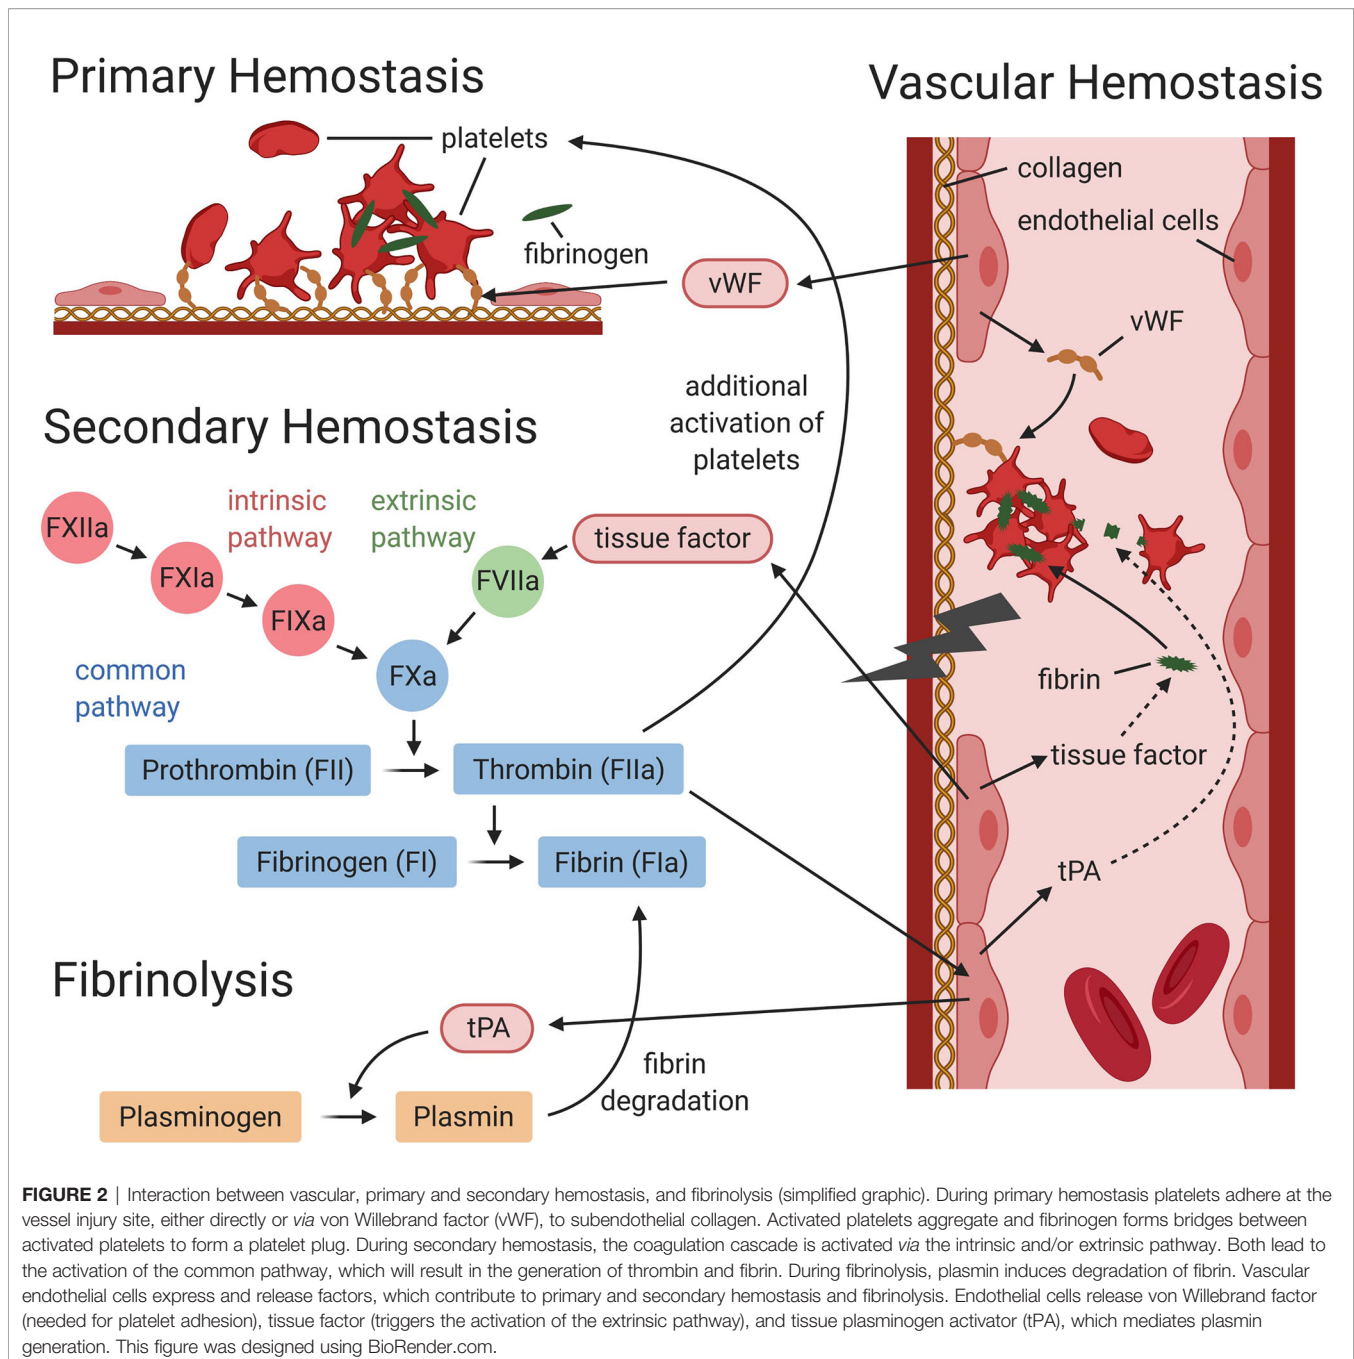 Primary Hemostasis
platelets
fibrinogen
vWF
additional
activation of
platelets
Secondary Hemostasis
intrinsic
pathway
extrinsic
pathway
FXIIa
FXIa
FIXa
FVIIa
tissue factor
FXa
common
pathway
Prothrombin (FII)
Thrombin (FIIa)
Fibrinogen (FI)
Fibrin (FIa)
Fibrinolysis
tPA
fibrin
degradation
Plasminogen
Plasmin
Vascular Hemostasis
collagen
endothelial cells
vWF
fibrin
tissue factor
tPA
FIGURE 2 | Interaction between vascular, primary and secondary hemostasis, and fibrinolysis (simplified graphic). During primary hemostasis platelets adhere at the
vessel injury site, either directly or via von Willebrand factor (vWF), to subendothelial collagen. Activated platelets aggregate and fibrinogen forms bridges between
activated platelets to form a platelet plug. During secondary hemostasis, the coagulation cascade is activated via the intrinsic and/or extrinsic pathway. Both lead to
the activation of the common pathway, which will result in the generation of thrombin and fibrin. During fibrinolysis, plasmin induces degradation of fibrin. Vascular
endothelial cells express and release factors, which contribute to primary and secondary hemostasis and fibrinolysis. Endothelial cells release von Willebrand factor
(needed for platelet adhesion), tissue factor (triggers the activation of the extrinsic pathway), and tissue plasminogen activator (tPA), which mediates plasmin
generation. This figure was designed using BioRender.com.